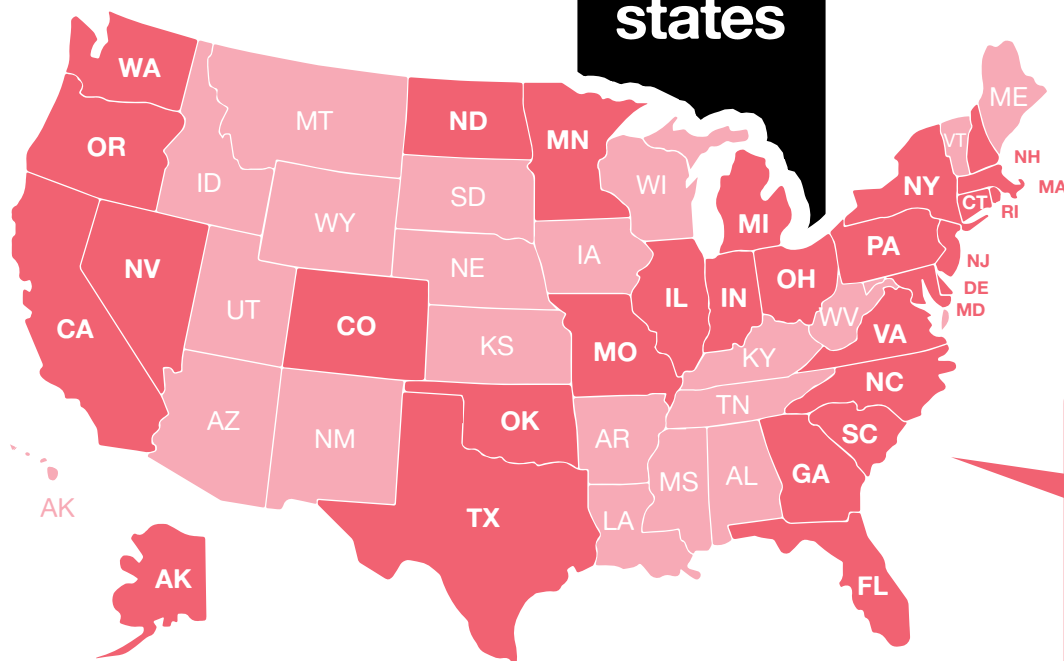 states
WA
OR
CA
NV
ID
MT
WY
UT
CO
AZ
NM
ND
SD
NE
KS
OK
TX
MN
IA
MO
AR
LA
WI
IL
IN
MI
OH
KY
TN
MS
AL
GA
FL
SC
NC
VA
WV
PA
NY
VT
ME
NH
MA
CT
RI
NJ
DE
MD
AK
AK